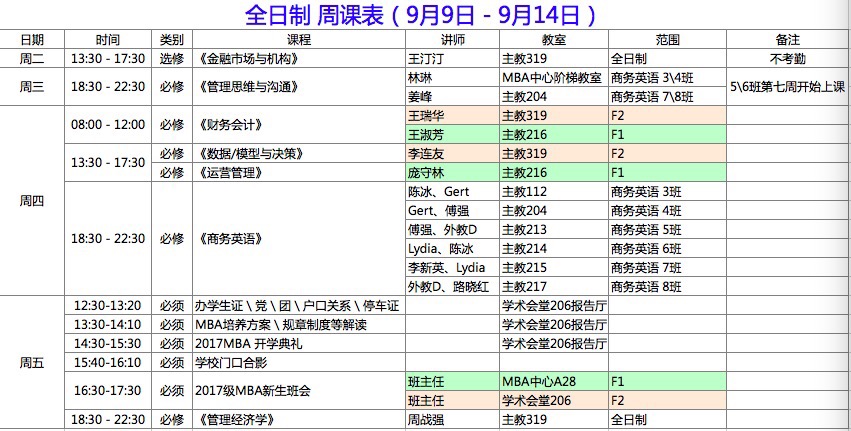 全日制 周课表（9月9日 - 9月14日）
日期 时间 类别 课程 讲师 教室 范围 备注
周二 13:30 - 17:30 选修 《金融市场与机构》 王汀汀 主教319 全日制 不考勤
周三 18:30 - 22:30 必修 《管理思维与沟通》 林琳 MBA中心阶梯教室 商务英语 3\4班 5\6班第七周开始上课
姜峰 主教204 商务英语 7\8班
周四 08:00 - 12:00 必修 《财务会计》 王瑞华 主教319 F2
王淑芳 主教216 F1
13:30 - 17:30 必修 《数据/模型与决策》 李连友 主教319 F2
必修 《运营管理》 庞守林 主教216 F1
18:30 - 22:30 必修 《商务英语》 陈冰、Gert 主教112 商务英语 3班
Gert、傅强 主教204 商务英语 4班
傅强、外教D 主教213 商务英语 5班
Lydia、陈冰 主教214 商务英语 6班
李新英、Lydia 主教215 商务英语 7班
外教D、路晓红 主教217 商务英语 8班
周五 12:30-13:20 必须 办学生证 \ 党 \ 团 \ 户口关系 \ 停车证 学术会堂206报告厅
13:30-14:10 必须 MBA培养方案 \ 规章制度等解读 学术会堂206报告厅
14:30-15:30 必须 2017MBA 开学典礼 学术会堂206报告厅
15:40-16:10 必须 学校门口合影
16:30-17:30 必须 2017级MBA新生班会 班主任 MBA中心A28 F1
班主任 学术会堂206 F2
18:30 - 22:30 必修 《管理经济学》 周战强 主教319 全日制